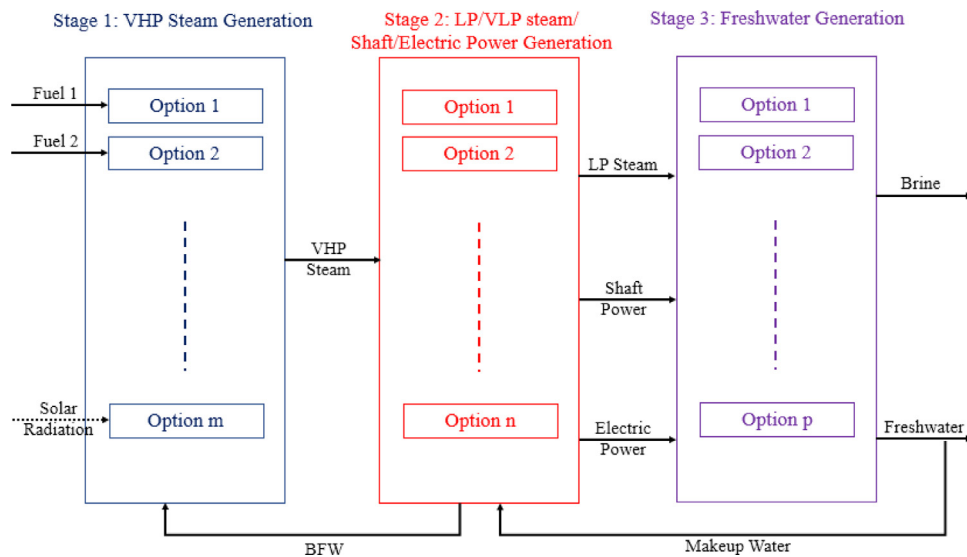 Stage 1: VHP Steam Generation
Stage 2: LP/VLP steam/
Shaft/Electric Power Generation
Stage 3: Freshwater Generation
Fuel 1
Fuel 2
Solar
Radiation
Option 1
Option 2
Option m
VHP
Steam
Option 1
Option 2
Option n
LP Steam
Shaft
Power
Electric
Power
Option 1
Option 2
Option p
Brine
Freshwater
BFW
Makeup Water